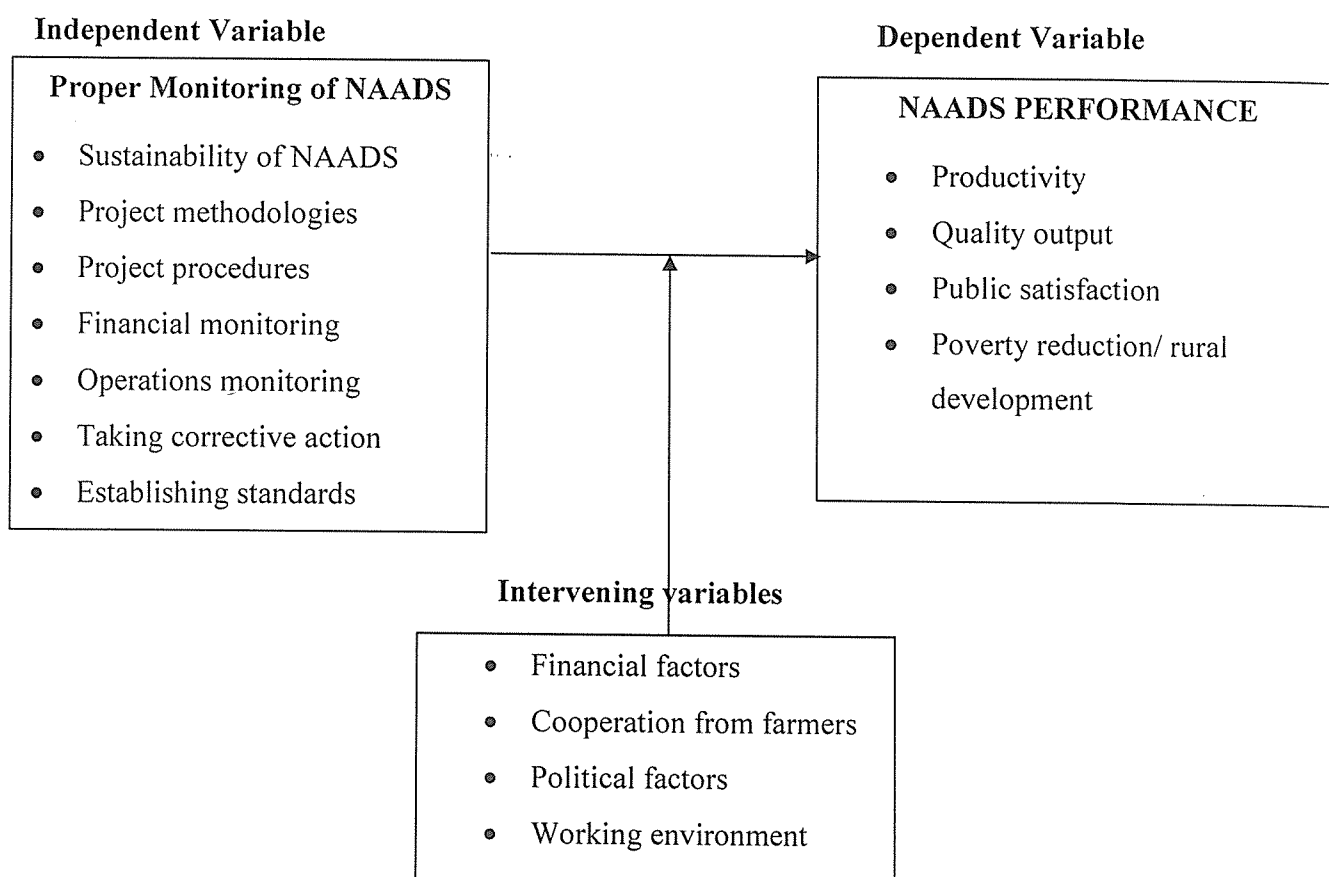 Independent Variable
Proper Monitoring of NAADS
• Sustainability of NAADS
• Project methodologies
• Project procedures
• Financial monitoring
• Operations monitoring
• Taking corrective action
• Establishing standards
Dependent Variable
NAADS PERFORMANCE
• Productivity
• Quality output
• Public satisfaction
• Poverty reduction/ rural
development
Intervening variables
• Financial factors
• Cooperation from farmers
• Political factors
• Working environment